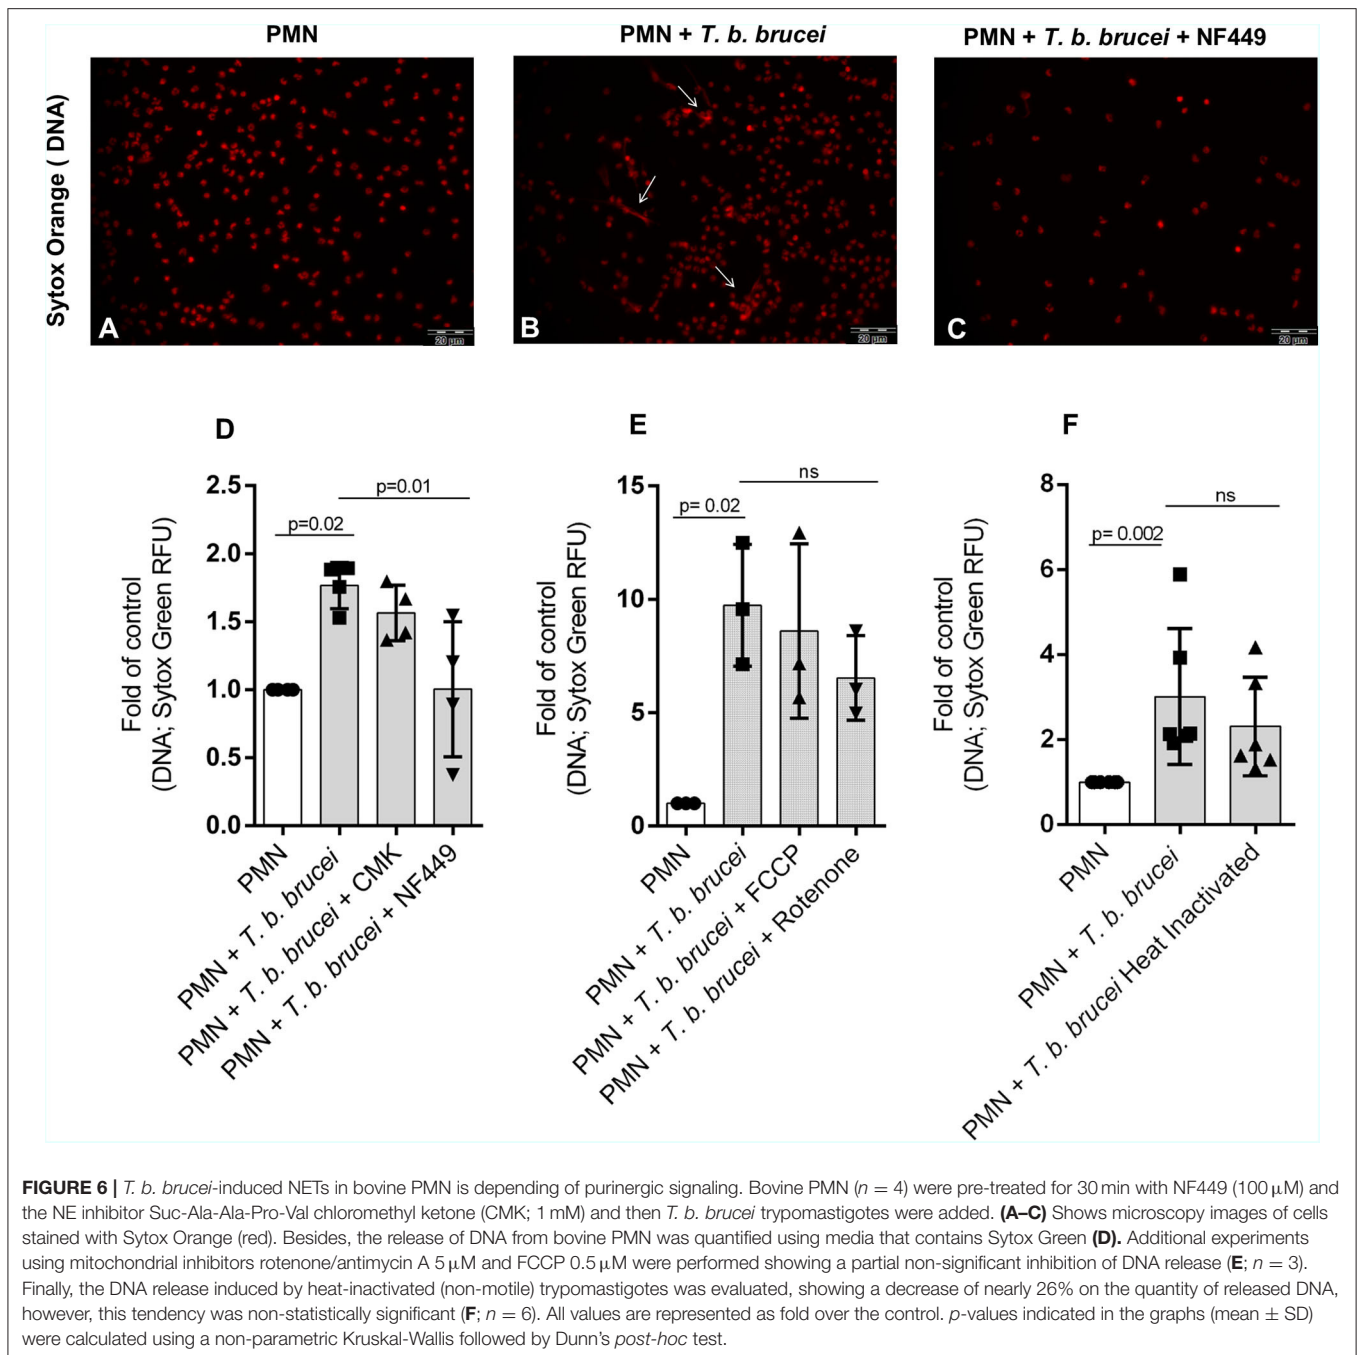 PMN
PMN + T. b. brucei
PMN + T. b. brucei + NF449
Sytox Orange ( DNA)
A
20 µm
B
20 µm
C
20 µm
D
Fold of control
(DNA; Sytox Green RFU)
2.5
2.0
1.5
1.0
0.5
0.0
p=0.02
p=0.01
PMN
PMN + T. b. brucei
PMN + T. b. brucei + CMK
PMN + T. b. brucei + NF449
E
Fold of control
(DNA; Sytox Green RFU)
15
10
5
0
p= 0.02
ns
PMN
PMN + T. b. brucei
PMN + T. b. brucei + FCCP
PMN + T. b. brucei + Rotenone
F
Fold of control
(DNA; Sytox Green RFU)
8
6
4
2
0
p= 0.002
ns
PMN
PMN + T. b. brucei
PMN + T. b. brucei Heat Inactivated
FIGURE 6 | T. b. brucei-induced NETs in bovine PMN is depending of purinergic signaling. Bovine PMN (n = 4) were pre-treated for 30 min with NF449 (100 µM) and
the NE inhibitor Suc-Ala-Ala-Pro-Val chloromethyl ketone (CMK; 1 mM) and then T. b. brucei trypomastigotes were added. (A–C) Shows microscopy images of cells
stained with Sytox Orange (red). Besides, the release of DNA from bovine PMN was quantified using media that contains Sytox Green (D). Additional experiments
using mitochondrial inhibitors rotenone/antimycin A 5 µM and FCCP 0.5 µM were performed showing a partial non-significant inhibition of DNA release (E; n = 3).
Finally, the DNA release induced by heat-inactivated (non-motile) trypomastigotes was evaluated, showing a decrease of nearly 26% on the quantity of released DNA,
however, this tendency was non-statistically significant (F; n = 6). All values are represented as fold over the control. p-values indicated in the graphs (mean ± SD)
were calculated using a non-parametric Kruskal-Wallis followed by Dunn's post-hoc test.